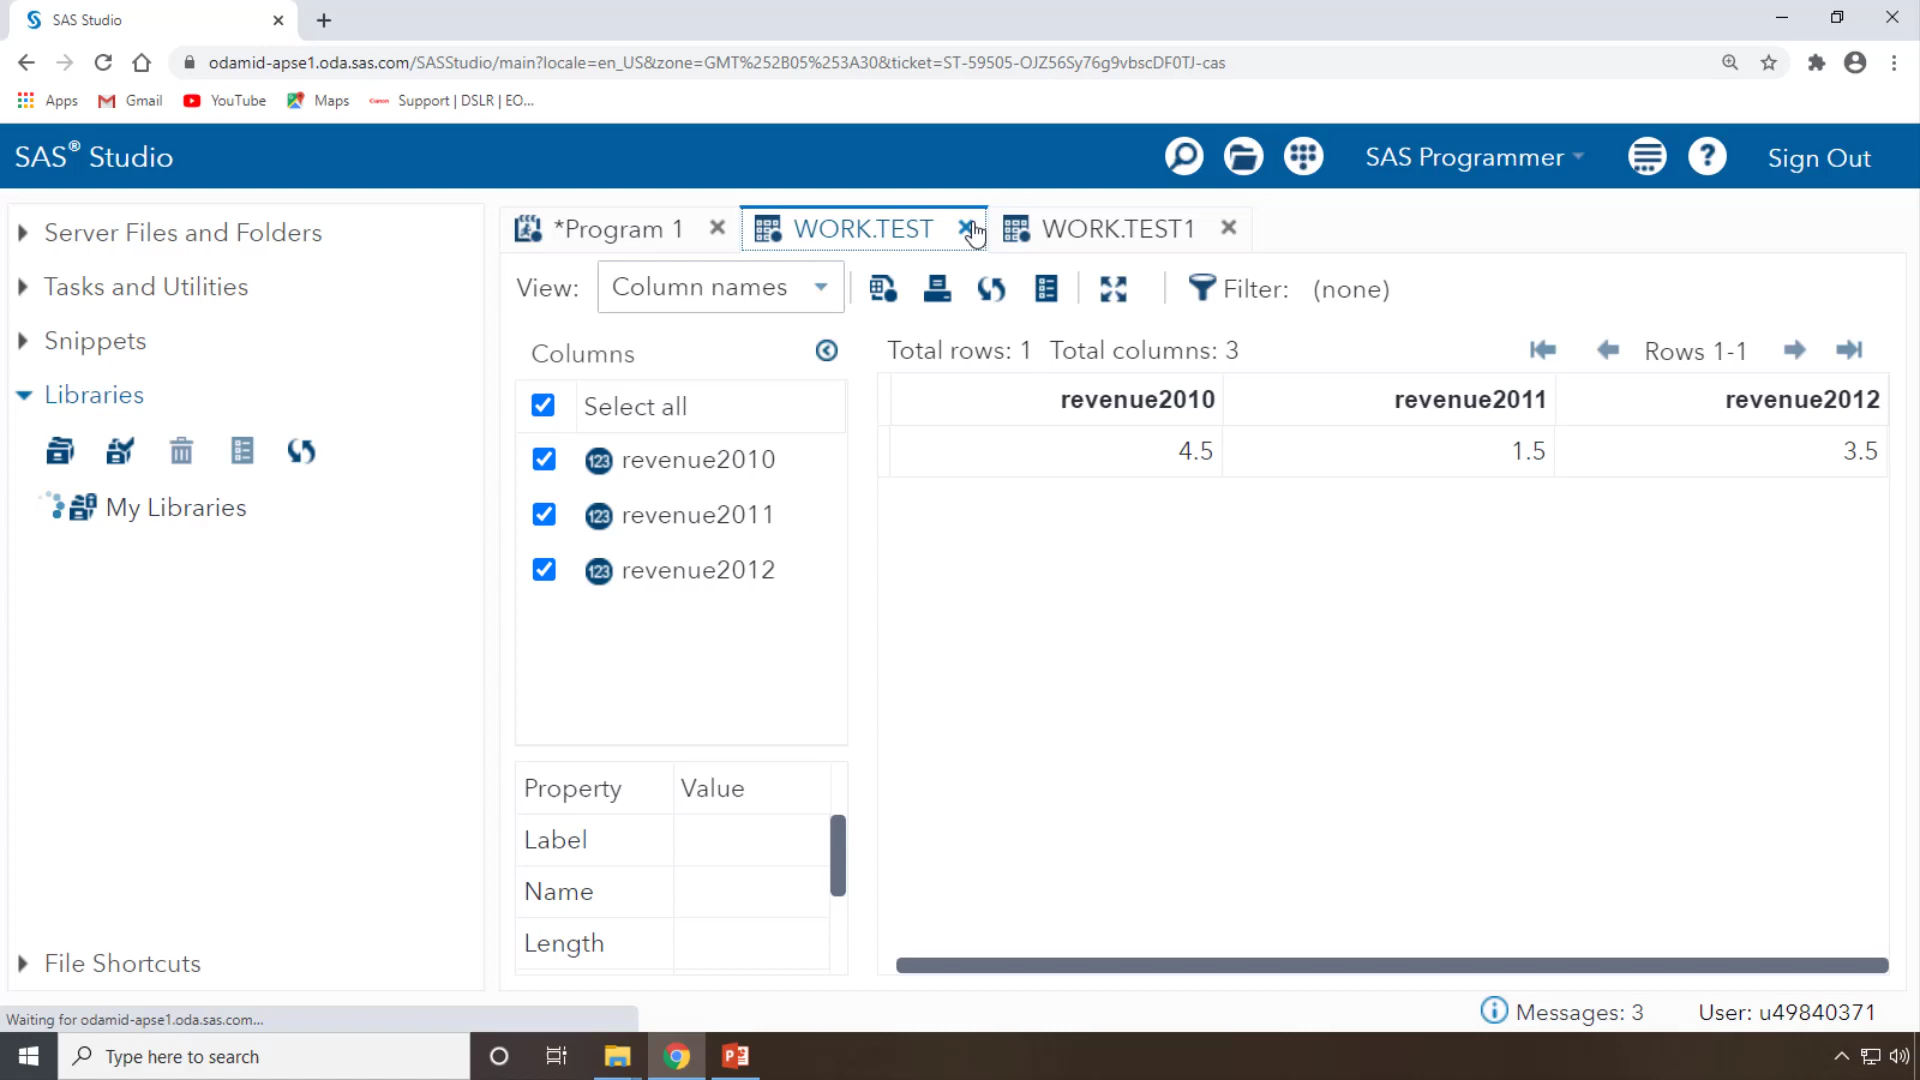 SAS Studio
odamid-apse1.oda.sas.com/SASStudio/main?locale=en_US&zone=GMT%252B05%253A30&ticket=ST-59505-OJZ56Sy76g9vbscDF0TJ-cas
Apps Gmail YouTube Maps Canon Support | DSLR | EO...
SAS® Studio SAS Programmer ? Sign Out
Server Files and Folders
Tasks and Utilities
Snippets
Libraries
My Libraries
File Shortcuts
*Program 1 WORK.TEST WORK.TEST1
View: Column names Filter: (none)
Columns
Select all
123 revenue2010
123 revenue2011
123 revenue2012
Total rows: 1 Total columns: 3 Rows 1-1
revenue2010 revenue2011 revenue2012
4.5 1.5 3.5
Property Value
Label
Name
Length
Messages: 3 User: u49840371
Waiting for odamid-apse1.oda.sas.com...
Type here to search